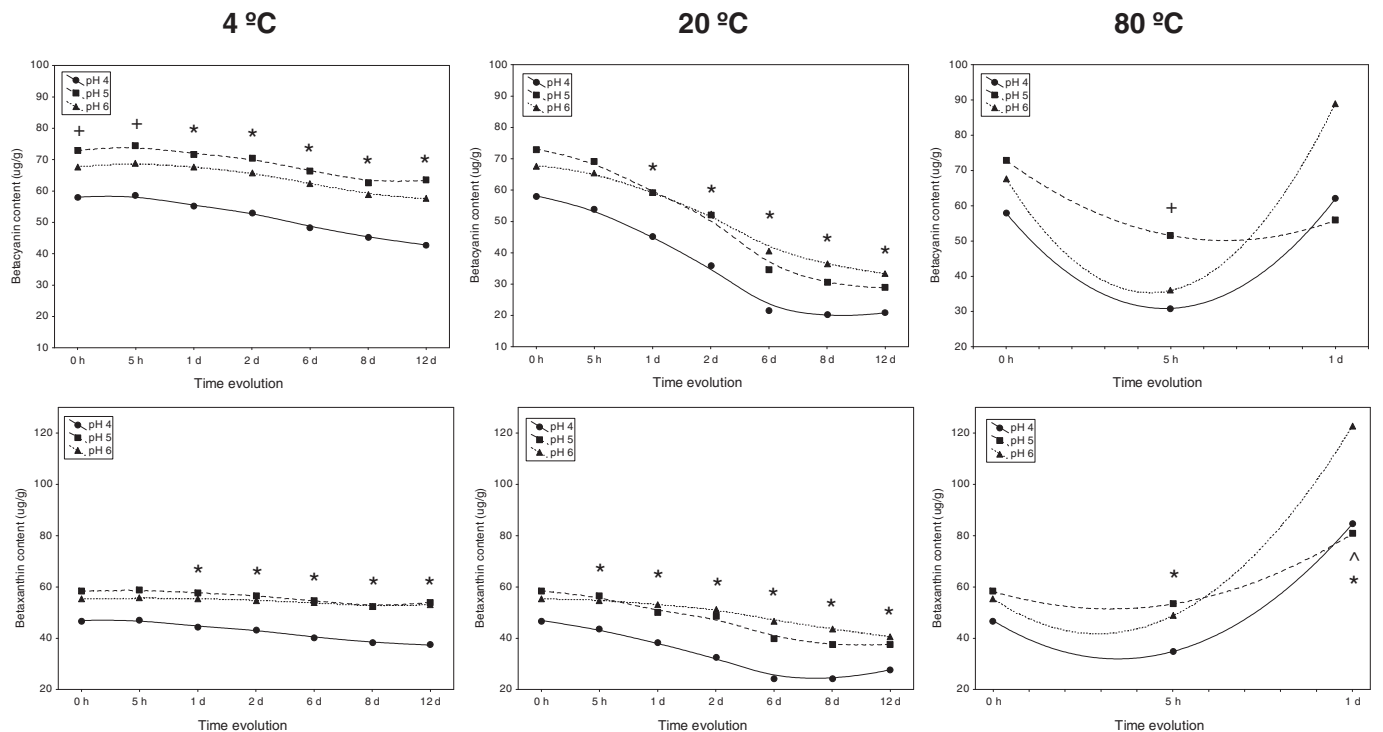 4 ºC
20 ºC
80 ºC
Betacyanin content (ug/g)
100
90
80
70
60
50
40
30
20
10
pH 4
pH 5
pH 6
+ + * * * * *
0 h 5 h 1 d 2 d 6 d 8 d 12 d
Time evolution
Betacyanin content (ug/g)
100
90
80
70
60
50
40
30
20
10
pH 4
pH 5
pH 6
* * * * *
0 h 5 h 1 d 2 d 6 d 8 d 12 d
Time evolution
Betacyanin content (ug/g)
100
90
80
70
60
50
40
30
20
pH 4
pH 5
pH 6
+
0 h 5 h 1 d
Time evolution
Betaxanthin content (ug/g)
120
100
80
60
40
20
pH 4
pH 5
pH 6
* * * * *
0 h 5 h 1 d 2 d 6 d 8 d 12 d
Time evolution
Betaxanthin content (ug/g)
120
100
80
60
40
20
pH 4
pH 5
pH 6
* * * * * *
0 h 5 h 1 d 2 d 6 d 8 d 12 d
Time evolution
Betaxanthin content (ug/g)
120
100
80
60
40
20
pH 4
pH 5
pH 6
^
* *
0 h 5 h 1 d
Time evolution